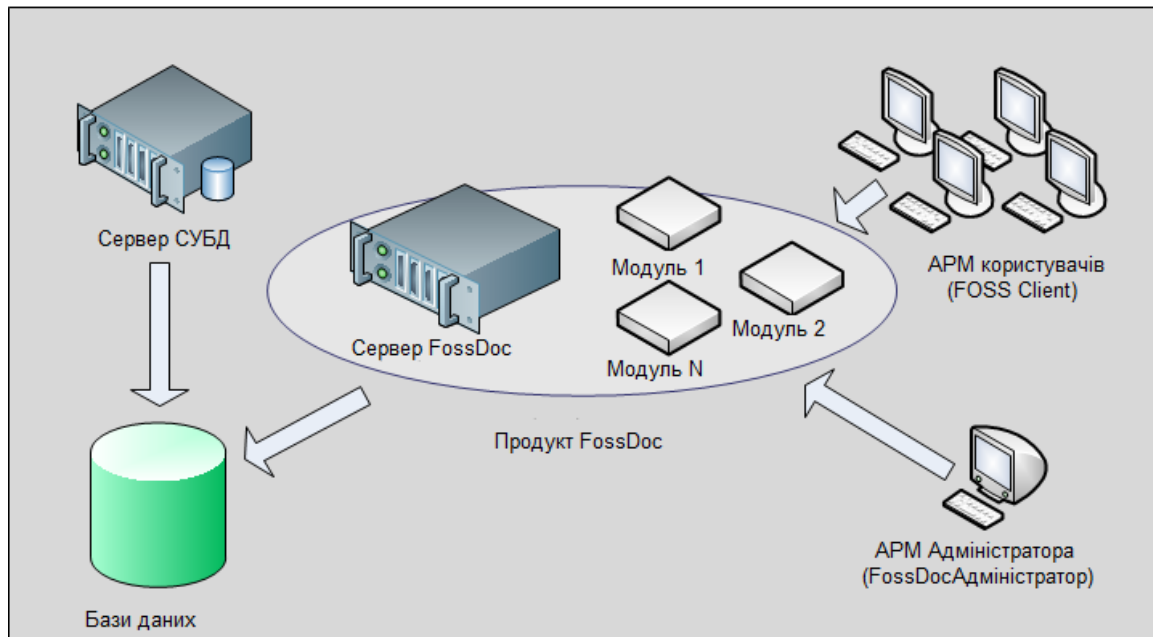 Сервер СУБД
Модуль 1
Модуль 2
Модуль N
Сервер FossDoc
АРМ користувачів
(FOSS Client)
Продукт FossDoc
АРМ Адміністратора
(FossDocАдміністратор)
Бази даних